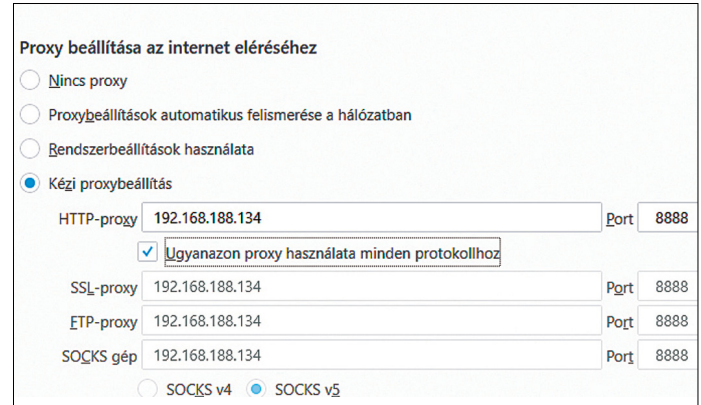 Proxy beállítása az internet eléréséhez
Nincs proxy
Proxybeállítások automatikus felismerése a hálózatban
Rendszerbeállítások használata
Kézi proxybeállítás
HTTP-proxy 192.168.188.134 Port 8888
Ugyanazon proxy használata minden protokollhoz
SSL-proxy 192.168.188.134 Port 8888
FTP-proxy 192.168.188.134 Port 8888
SOCKS gép 192.168.188.134 Port 8888
SOCKS v4 SOCKS v5